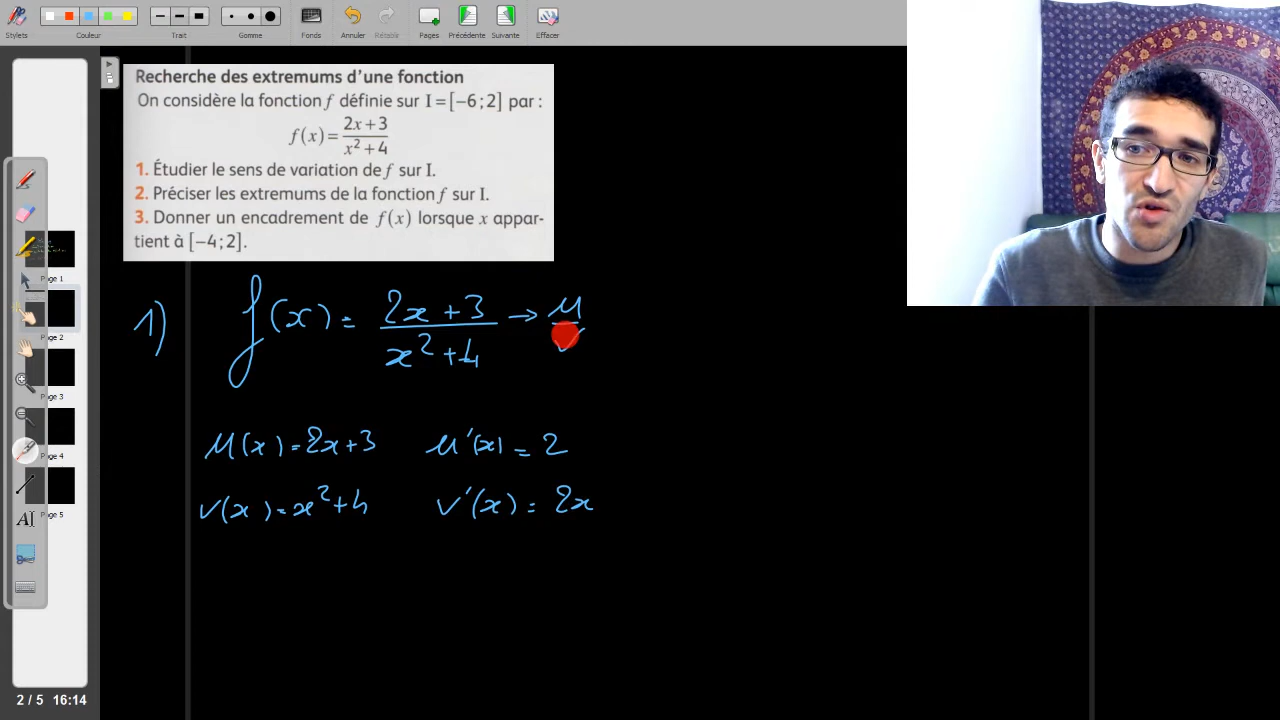 Stylets Couleur Trait Gomme Fonds Annuler Rétablir Pages Précédente Suivante Effacer
Recherche des extremums d'une fonction
On considère la fonction f définie sur I = [−6 ; 2] par :
f(x) = (2x + 3)/(x² + 4)
1. Étudier le sens de variation de f sur I.
2. Préciser les extremums de la fonction f sur I.
3. Donner un encadrement de f(x) lorsque x appar-
tient à [−4 ; 2].
Page 1
Page 2
Page 3
Page 4
Page 5
1) f(x) = (2x+3)/(x²+4) → u/v
u(x) = 2x+3 u'(x) = 2
v(x) = x²+4 v'(x) = 2x
AI
2 / 5 16:14